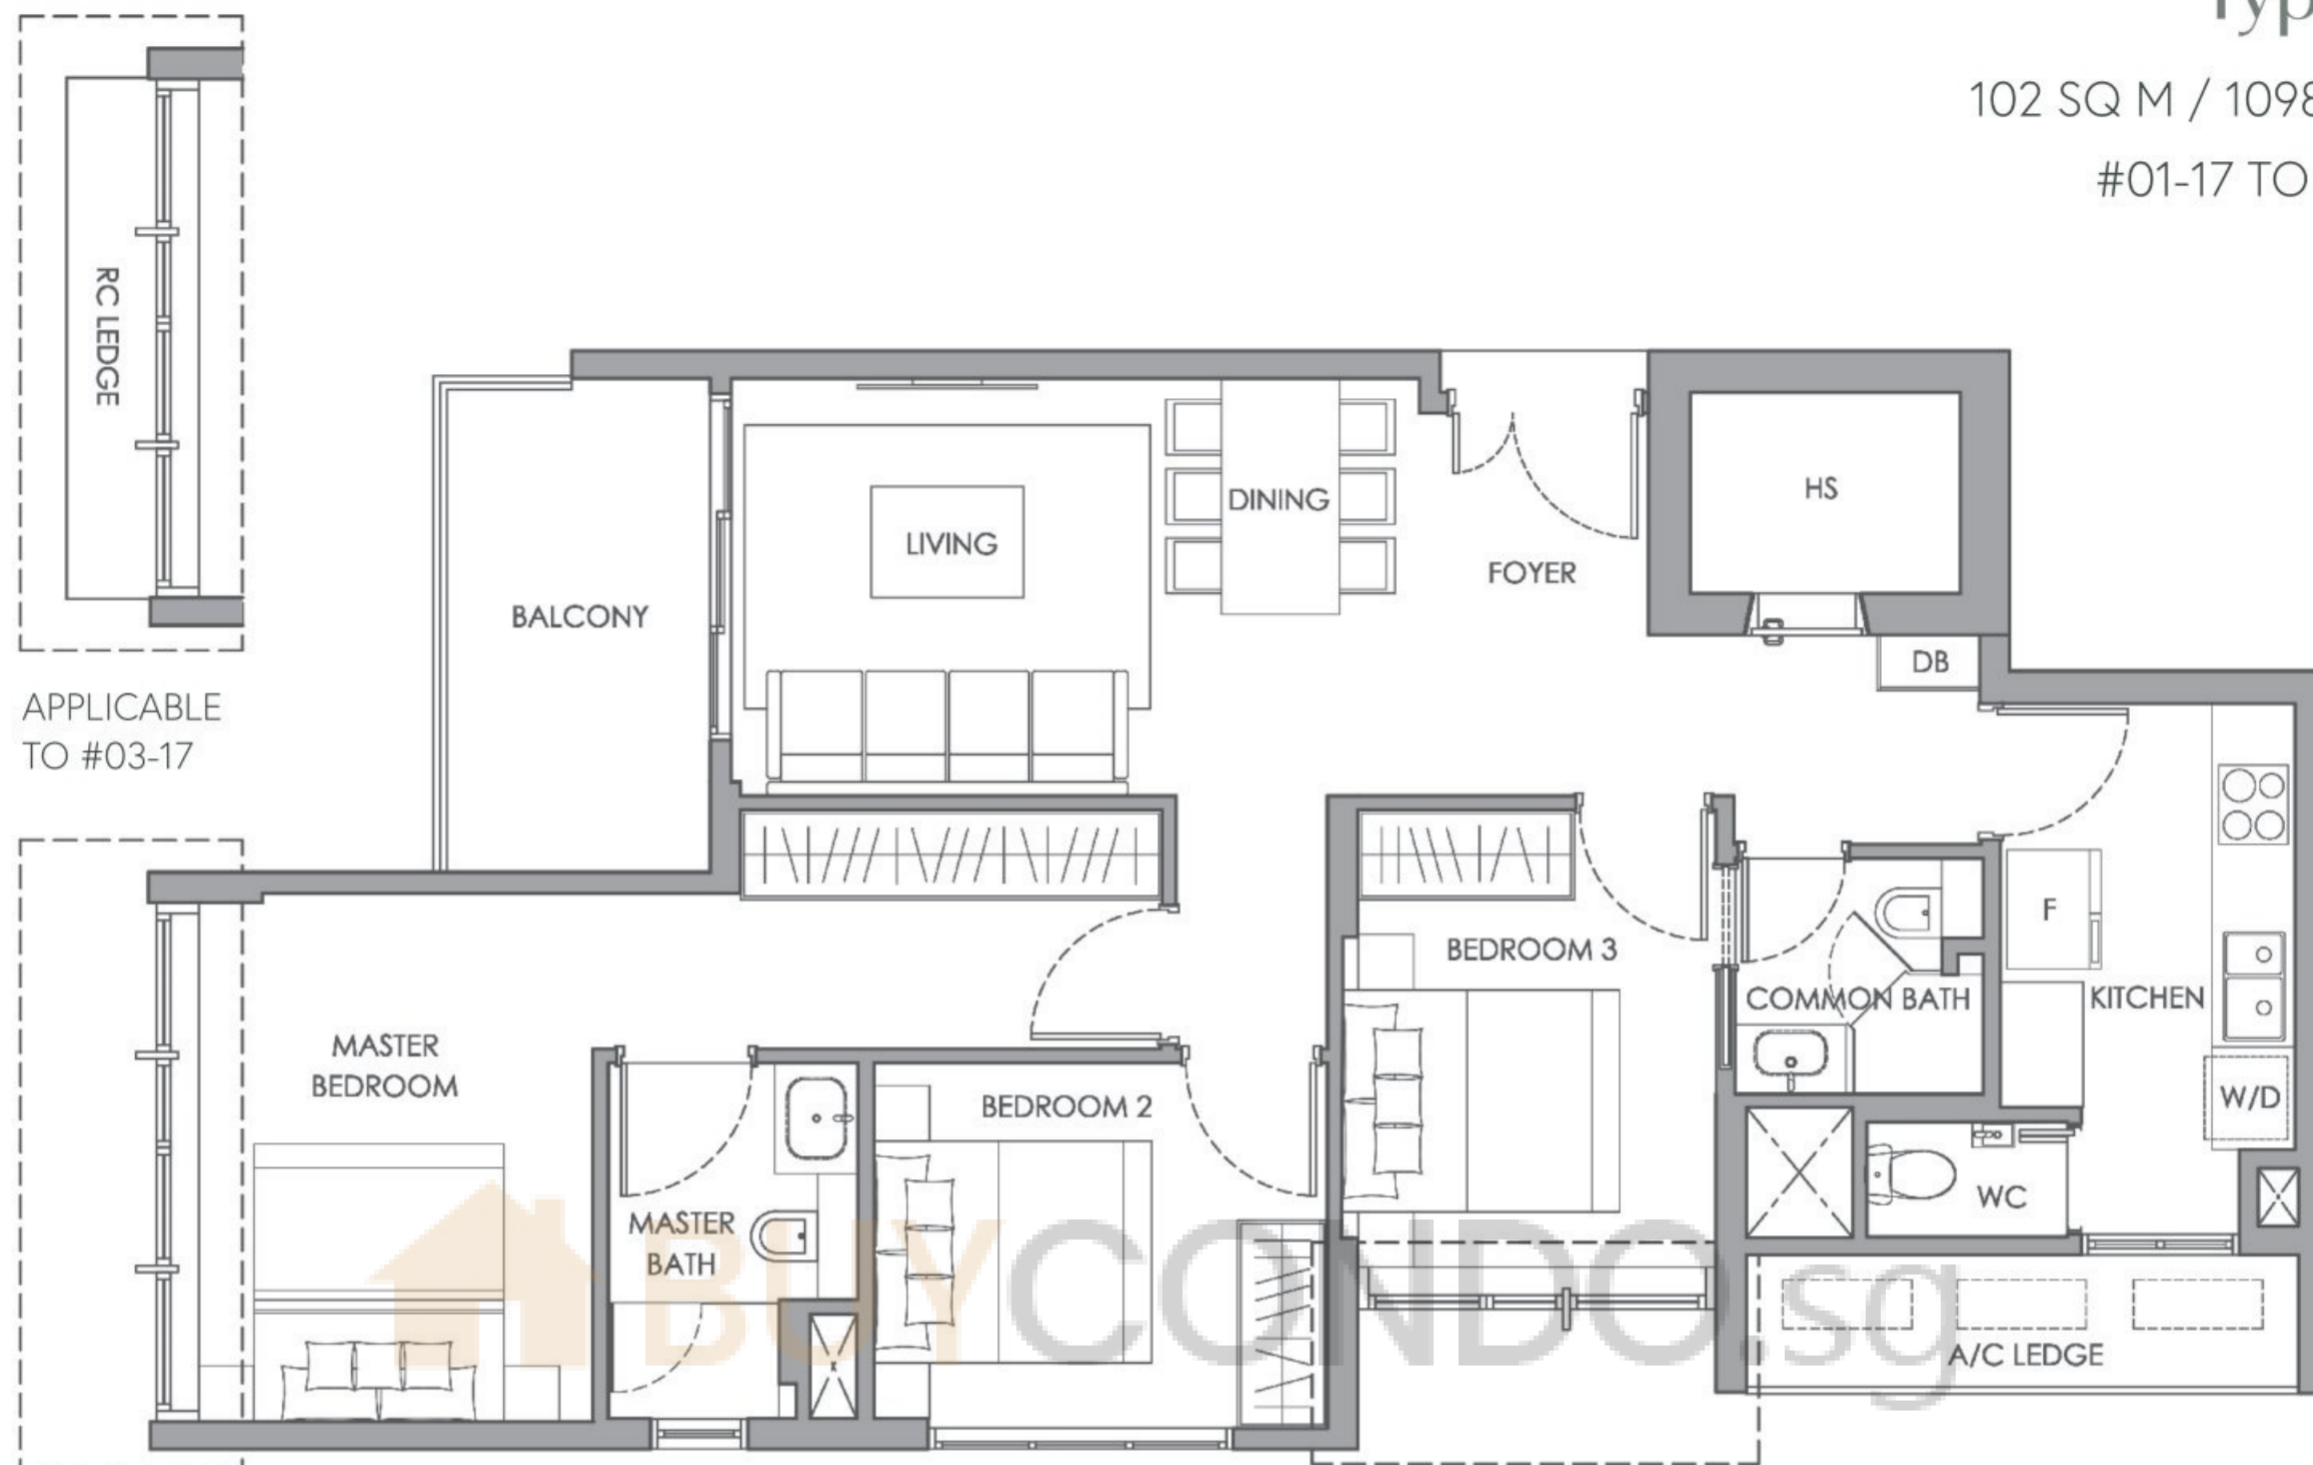 102 SQ M / 1098
#01-17 TO
RC LEDGE
APPLICABLE
TO #03-17
BALCONY
LIVING
DINING
FOYER
HS
DB
MASTER
BEDROOM
MASTER
BATH
BEDROOM 2
BEDROOM 3
COMMON BATH
F
KITCHEN
W/D
WC
A/C LEDGE
BUYCONDO.sg